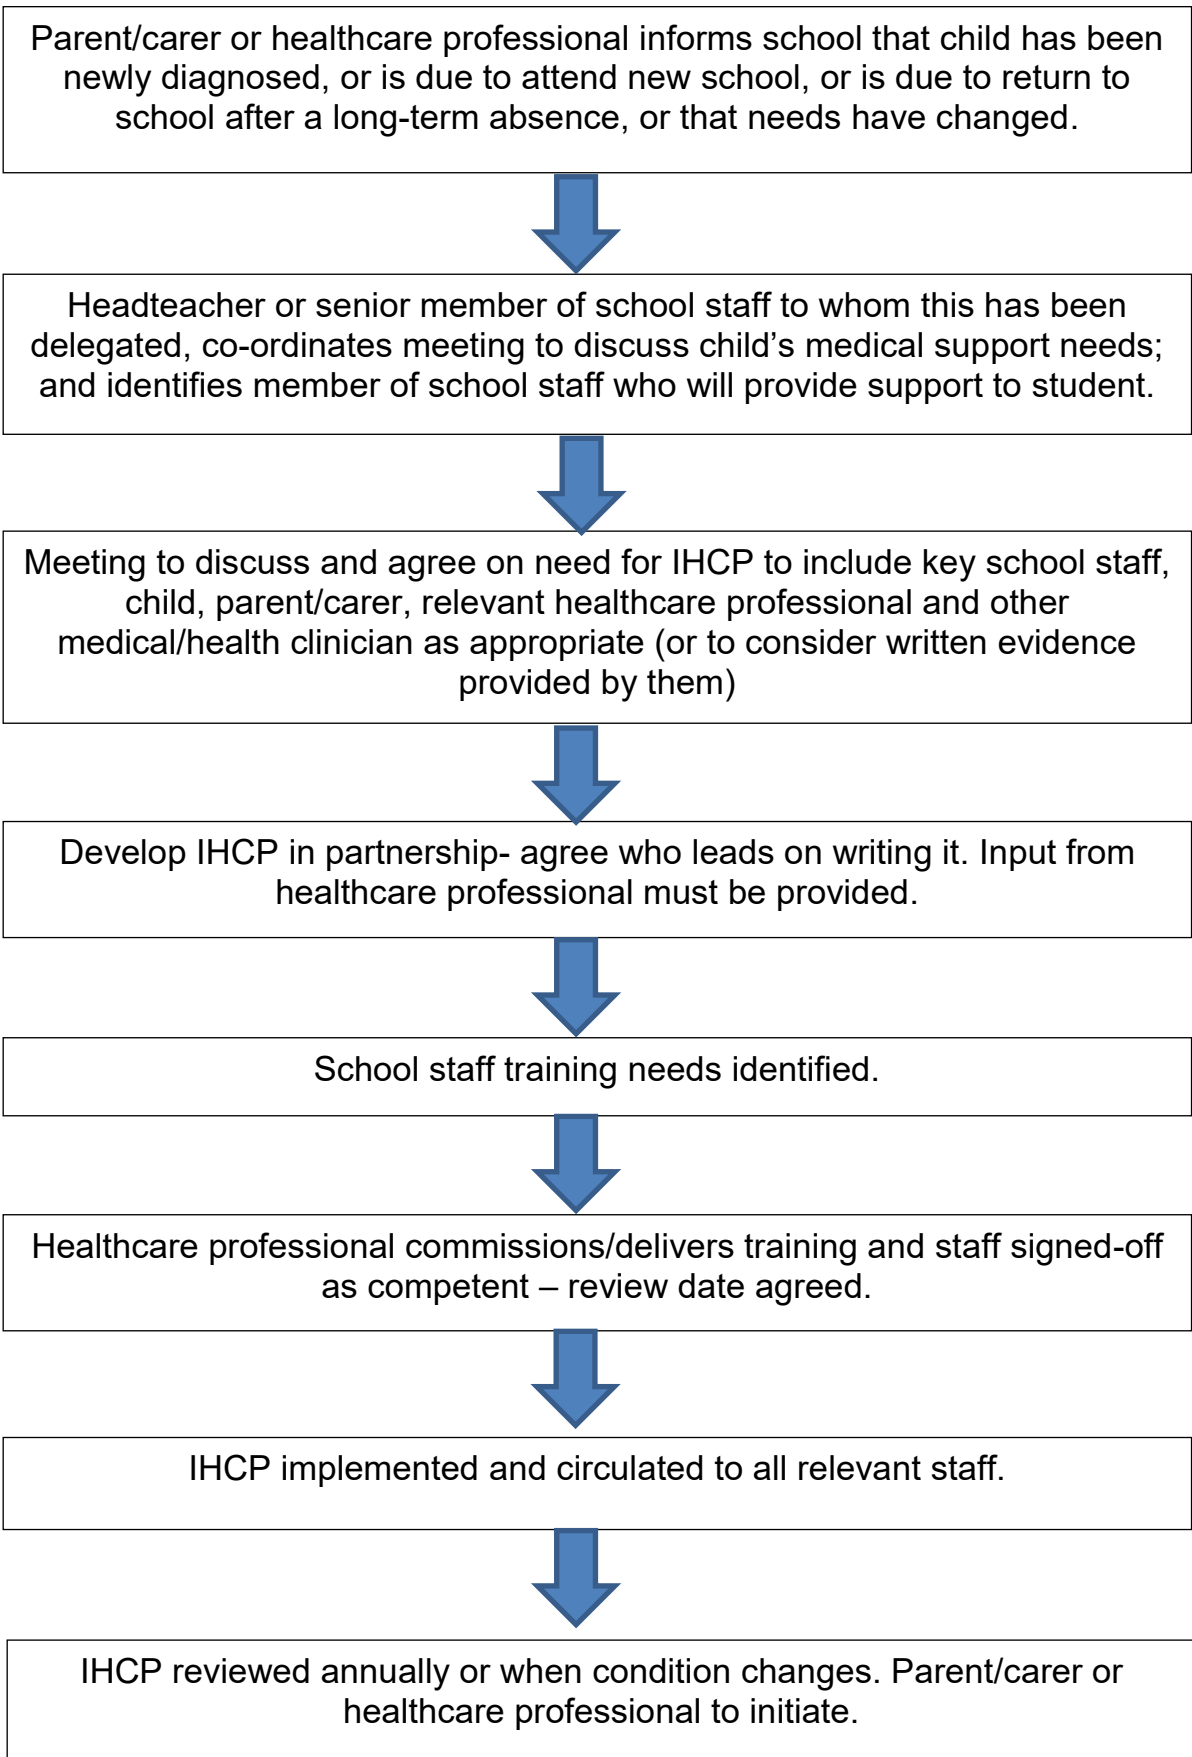 Parent/carer or healthcare professional informs school that child has been
newly diagnosed, or is due to attend new school, or is due to return to
school after a long-term absence, or that needs have changed.
Headteacher or senior member of school staff to whom this has been
delegated, co-ordinates meeting to discuss child’s medical support needs;
and identifies member of school staff who will provide support to student.
Meeting to discuss and agree on need for IHCP to include key school staff,
child, parent/carer, relevant healthcare professional and other
medical/health clinician as appropriate (or to consider written evidence
provided by them)
Develop IHCP in partnership- agree who leads on writing it. Input from
healthcare professional must be provided.
School staff training needs identified.
Healthcare professional commissions/delivers training and staff signed-off
as competent – review date agreed.
IHCP implemented and circulated to all relevant staff.
IHCP reviewed annually or when condition changes. Parent/carer or
healthcare professional to initiate.